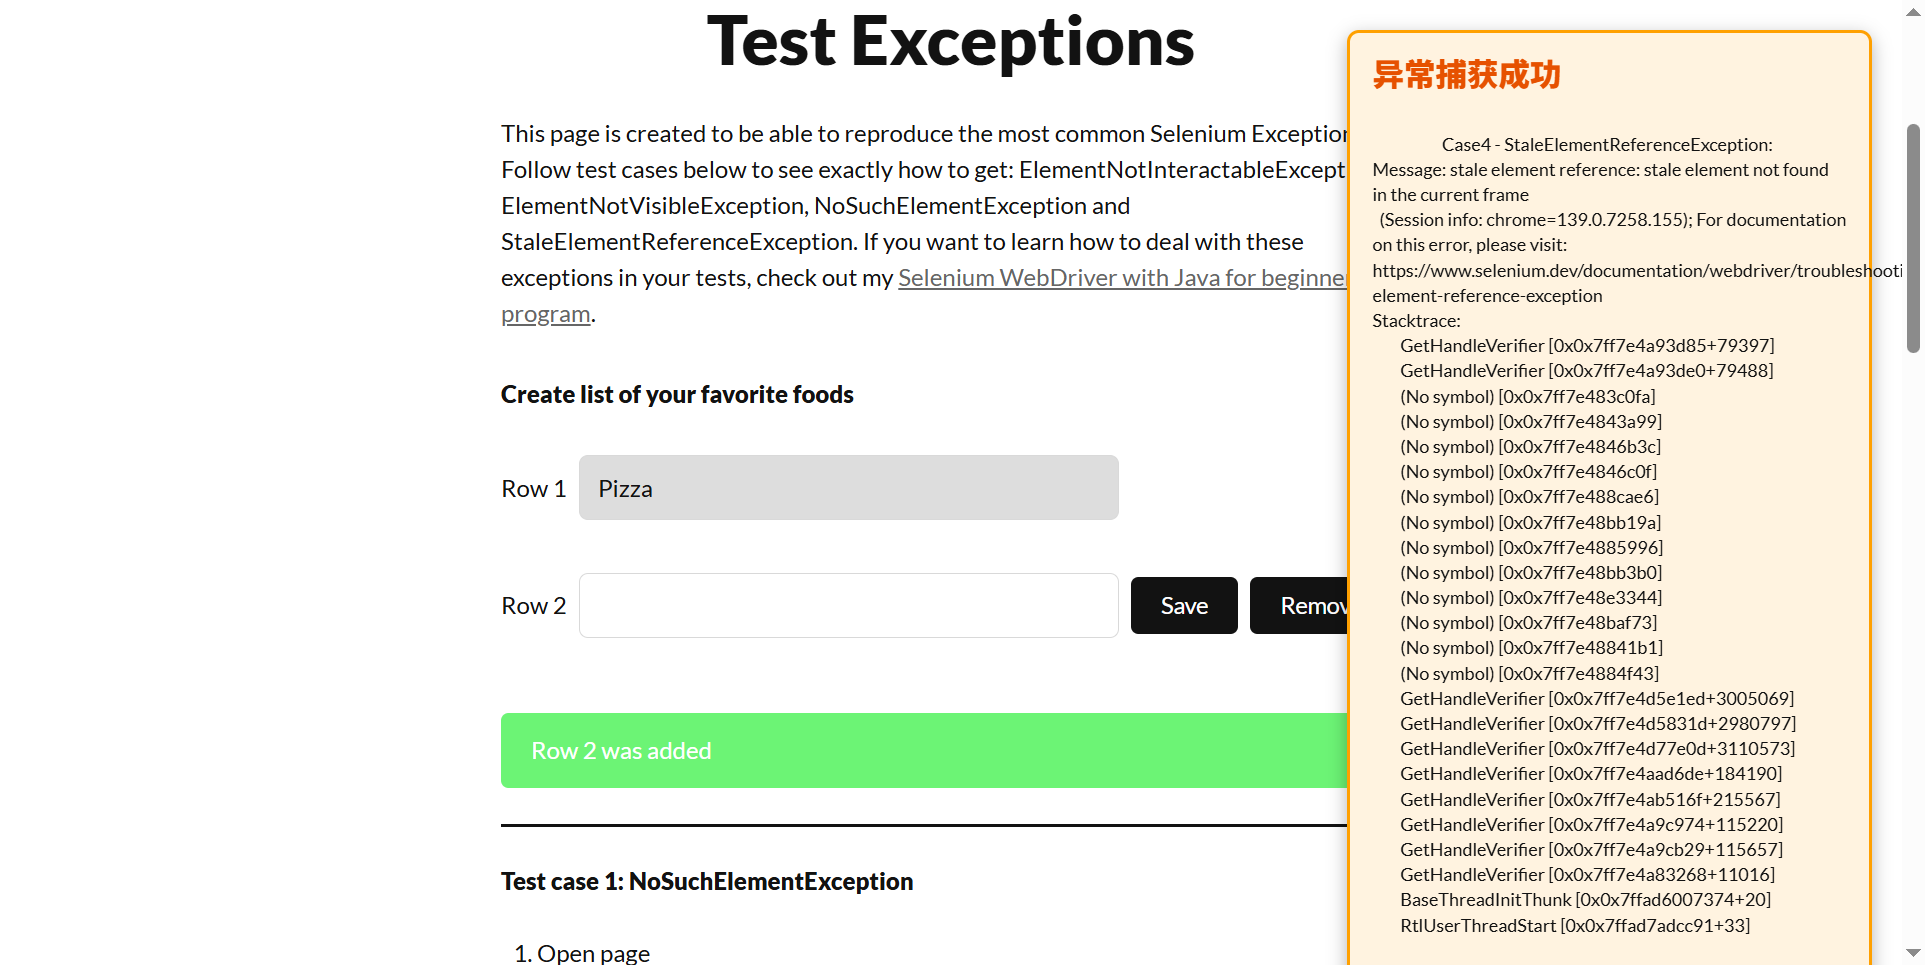 Test Exceptions
This page is created to be able to reproduce the most common Selenium Exception
Follow test cases below to see exactly how to get: ElementNotInteractableExcept
ElementNotVisibleException, NoSuchElementException and
StaleElementReferenceException. If you want to learn how to deal with these
exceptions in your tests, check out my Selenium WebDriver with Java for beginner
program.
Create list of your favorite foods
Row 1
Pizza
Row 2
Save
Remov
Row 2 was added
Test case 1: NoSuchElementException
1. Open page
异常捕获成功
Case4 - StaleElementReferenceException:
Message: stale element reference: stale element not found
in the current frame
(Session info: chrome=139.0.7258.155); For documentation
on this error, please visit:
https://www.selenium.dev/documentation/webdriver/troubleshooti
element-reference-exception
Stacktrace:
GetHandleVerifier [0x0x7ff7e4a93d85+79397]
GetHandleVerifier [0x0x7ff7e4a93de0+79488]
(No symbol) [0x0x7ff7e483c0fa]
(No symbol) [0x0x7ff7e4843a99]
(No symbol) [0x0x7ff7e4846b3c]
(No symbol) [0x0x7ff7e4846c0f]
(No symbol) [0x0x7ff7e488cae6]
(No symbol) [0x0x7ff7e48bb19a]
(No symbol) [0x0x7ff7e4885996]
(No symbol) [0x0x7ff7e48bb3b0]
(No symbol) [0x0x7ff7e48e3344]
(No symbol) [0x0x7ff7e48baf73]
(No symbol) [0x0x7ff7e48841b1]
(No symbol) [0x0x7ff7e4884f43]
GetHandleVerifier [0x0x7ff7e4d5e1ed+3005069]
GetHandleVerifier [0x0x7ff7e4d5831d+2980797]
GetHandleVerifier [0x0x7ff7e4d77e0d+3110573]
GetHandleVerifier [0x0x7ff7e4aad6de+184190]
GetHandleVerifier [0x0x7ff7e4ab516f+215567]
GetHandleVerifier [0x0x7ff7e4a9c974+115220]
GetHandleVerifier [0x0x7ff7e4a9cb29+115657]
GetHandleVerifier [0x0x7ff7e4a83268+11016]
BaseThreadInitThunk [0x0x7ffad6007374+20]
RtlUserThreadStart [0x0x7ffad7adcc91+33]